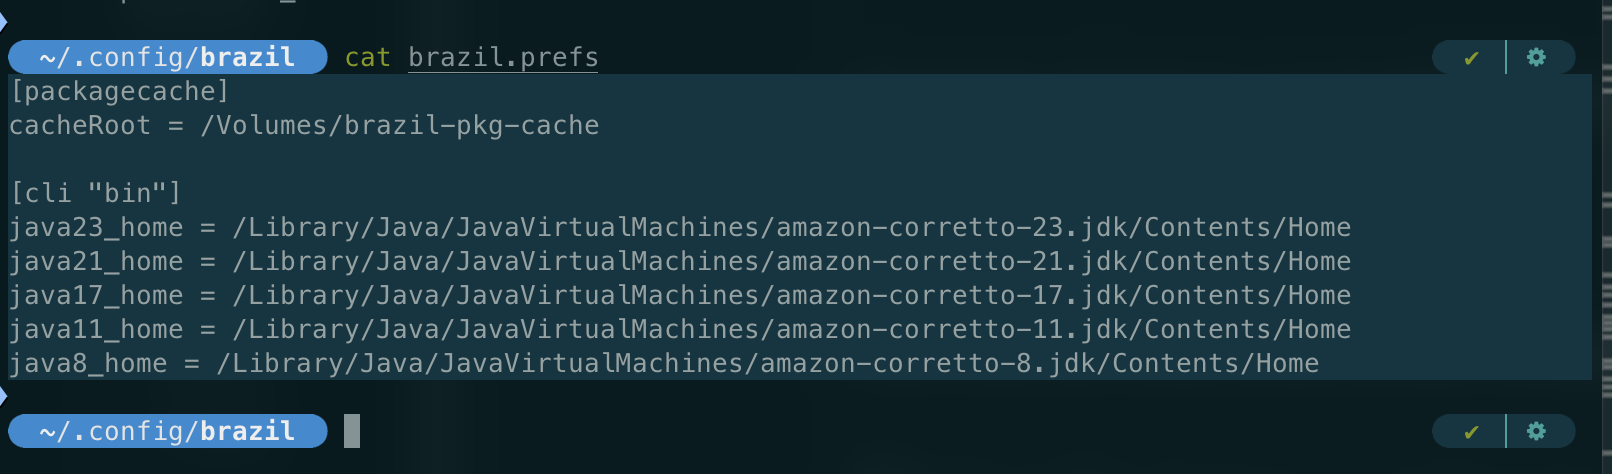 ~/.config/brazil cat brazil.prefs ✔
[packagecache]
cacheRoot = /Volumes/brazil-pkg-cache
[cli "bin"]
java23_home = /Library/Java/JavaVirtualMachines/amazon-corretto-23.jdk/Contents/Home
java21_home = /Library/Java/JavaVirtualMachines/amazon-corretto-21.jdk/Contents/Home
java17_home = /Library/Java/JavaVirtualMachines/amazon-corretto-17.jdk/Contents/Home
java11_home = /Library/Java/JavaVirtualMachines/amazon-corretto-11.jdk/Contents/Home
java8_home = /Library/Java/JavaVirtualMachines/amazon-corretto-8.jdk/Contents/Home
~/.config/brazil ✔